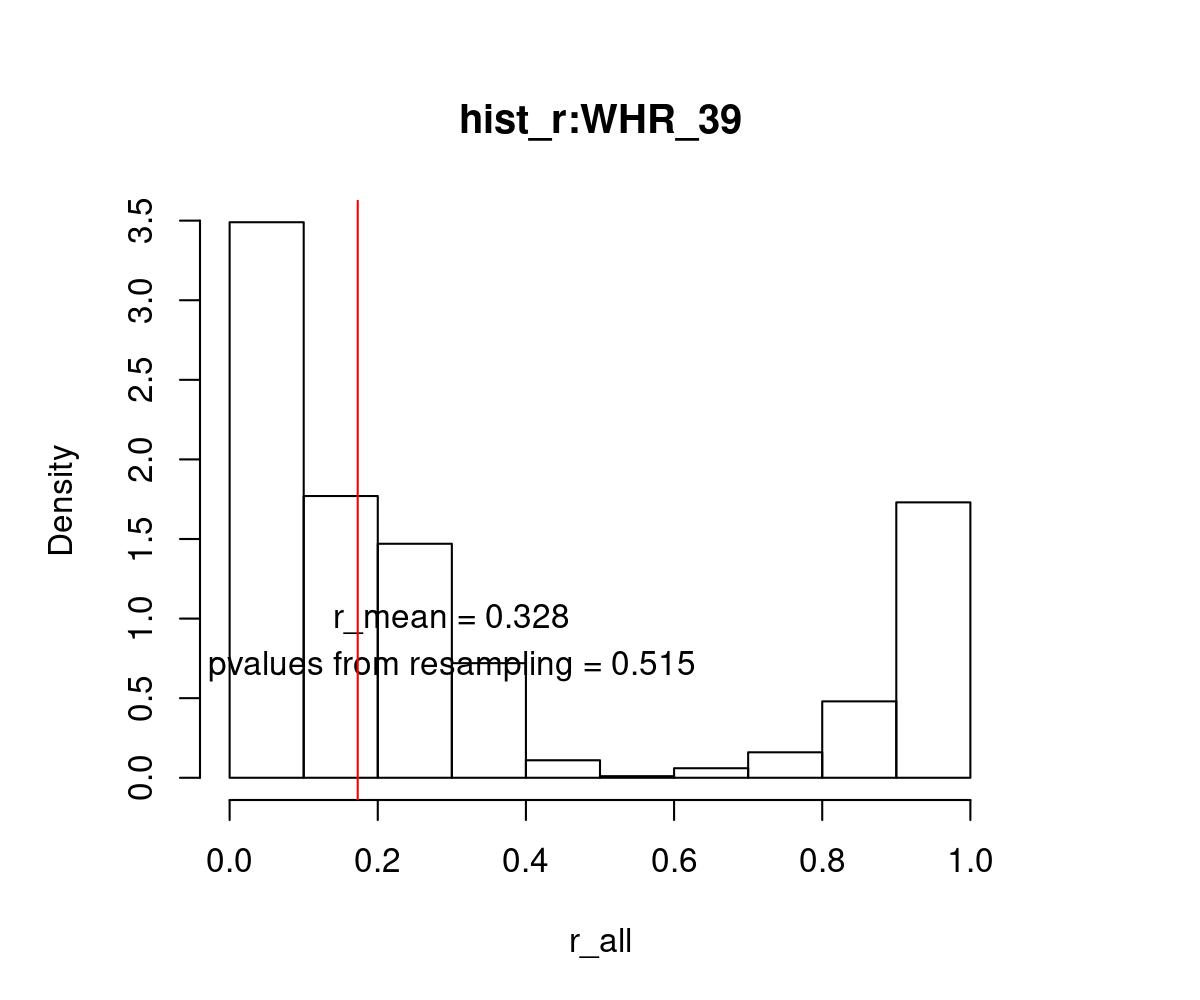 hist_r:WHR_39
3.5
3.0
2.5
2.0
1.5
1.0
0.5
0.0
Density
r_mean = 0.328
pvalues from resampling = 0.515
0.0 0.2 0.4 0.6 0.8 1.0
r_all